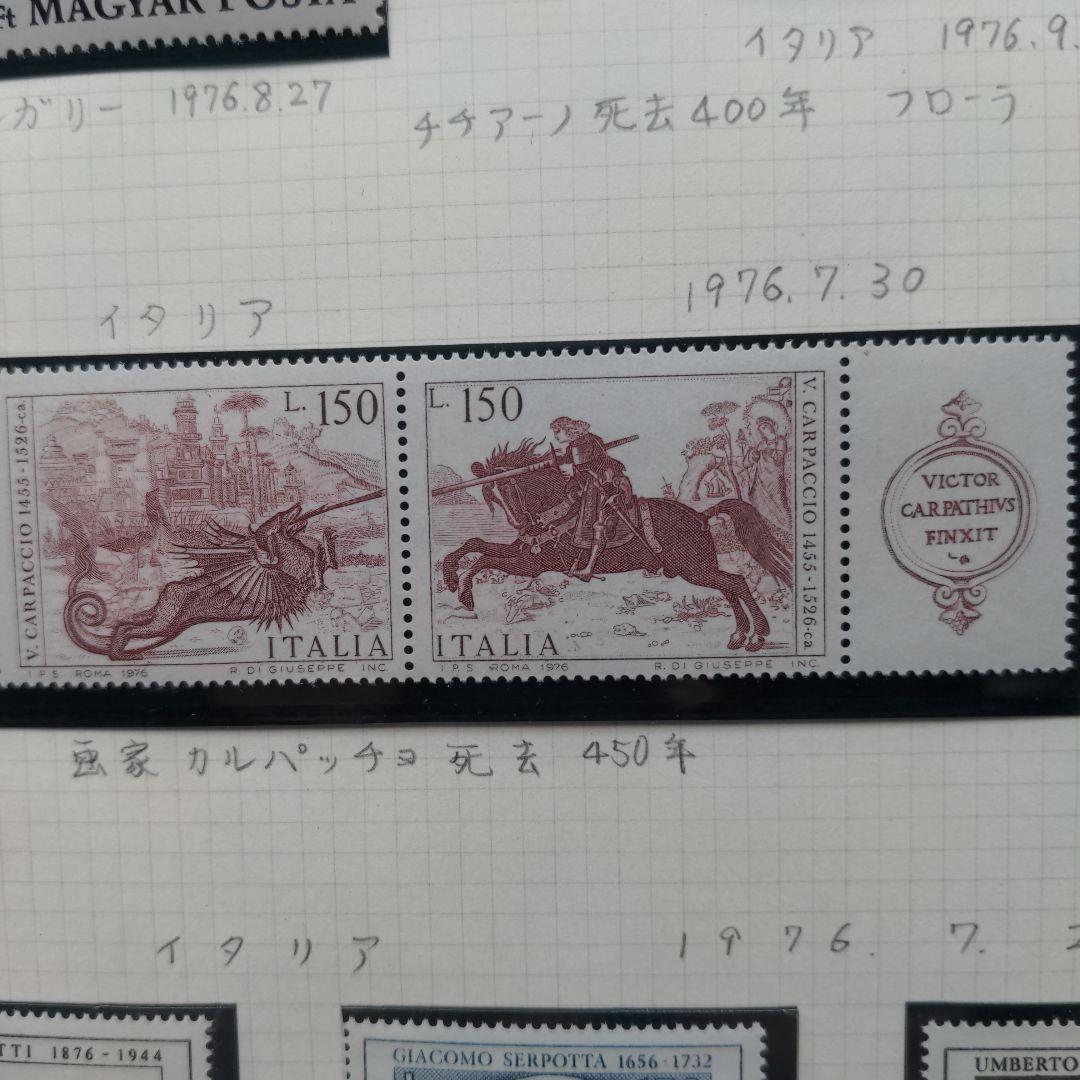 Ft MAGYAR POSTA
イタリア 1976.9.
ガリー 1976.8.27
チチアーノ 死去 400年 フローラ
イタリア 1976.7.30
L.150
V. CARPACCIO 1455-1526·ca.
ITALIA
I.P.S ROMA 1976 R. DI GIUSEPPE INC.
L.150
V. CARPACCIO 1455-1526·ca
ITALIA
I.P.S ROMA 1976 R. DI GIUSEPPE INC.
VICTOR
CARPATHIVS
FINXIT
画家 カルパッチョ 死去 450年
イタリア 1976. 7. 2
TTI 1876-1944
GIACOMO SERPOTTA 1656-1732
UMBERTO